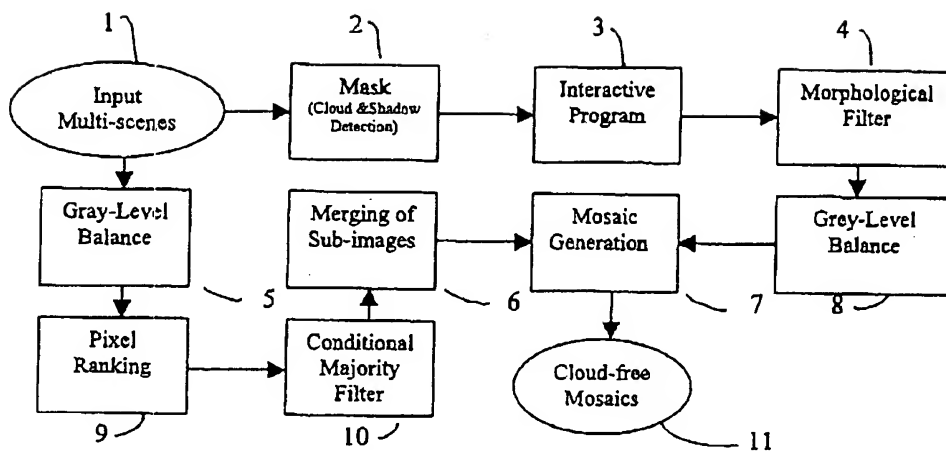 1
2
3
4
Input
Multi-scenes
Mask
(Cloud &Shadow
Detection)
Interactive
Program
Morphological
Filter
Gray-Level
Balance
Merging of
Sub-images
Mosaic
Generation
Grey-Level
Balance
5
6
7
8
Pixel
Ranking
Conditional
Majority
Filter
Cloud-free
Mosaics
9
10
11